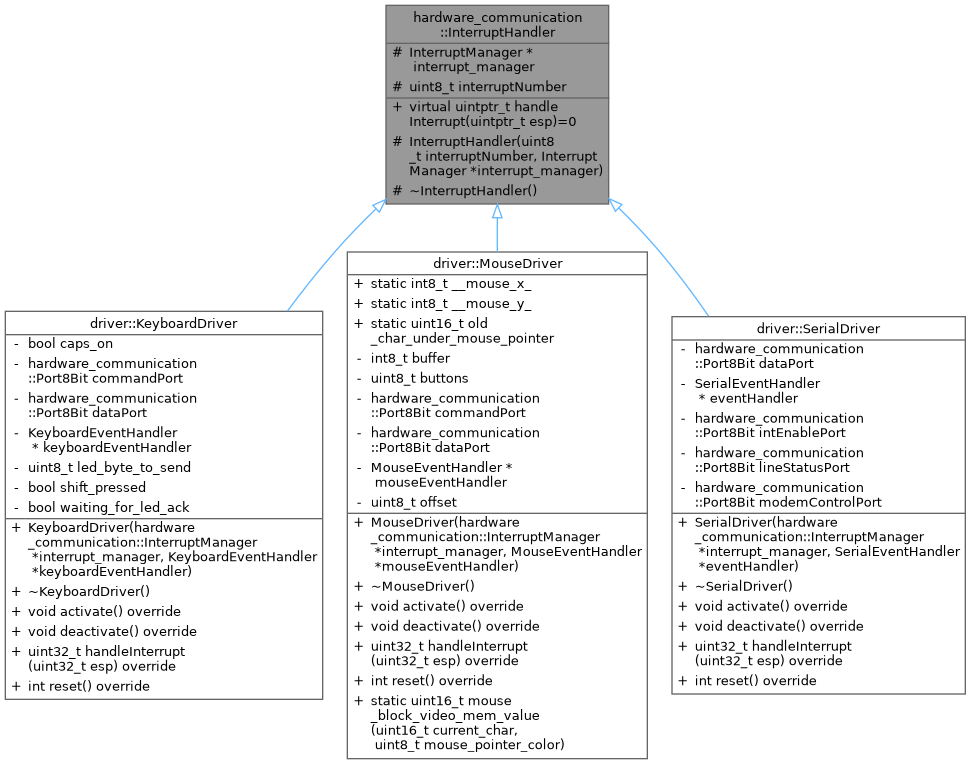 hardware_communication
::InterruptHandler
# InterruptManager *
interrupt_manager
# uint8_t interruptNumber
+ virtual uintptr_t handle
Interrupt(uintptr_t esp)=0
# InterruptHandler(uint8
_t interruptNumber, Interrupt
Manager *interrupt_manager)
# ~InterruptHandler()
driver::KeyboardDriver
- bool caps_on
- hardware_communication
::Port8Bit commandPort
- hardware_communication
::Port8Bit dataPort
- KeyboardEventHandler
* keyboardEventHandler
- uint8_t led_byte_to_send
- bool shift_pressed
- bool waiting_for_led_ack
+ KeyboardDriver(hardware
_communication::InterruptManager
*interrupt_manager, KeyboardEventHandler
*keyboardEventHandler)
+ ~KeyboardDriver()
+ void activate() override
+ void deactivate() override
+ uint32_t handleInterrupt
(uint32_t esp) override
+ int reset() override
driver::MouseDriver
+ static int8_t __mouse_x_
+ static int8_t __mouse_y_
+ static uint16_t old
_char_under_mouse_pointer
- int8_t buffer
- uint8_t buttons
- hardware_communication
::Port8Bit commandPort
- hardware_communication
::Port8Bit dataPort
- MouseEventHandler *
mouseEventHandler
- uint8_t offset
+ MouseDriver(hardware
_communication::InterruptManager
*interrupt_manager, MouseEventHandler
*mouseEventHandler)
+ ~MouseDriver()
+ void activate() override
+ void deactivate() override
+ uint32_t handleInterrupt
(uint32_t esp) override
+ int reset() override
+ static uint16_t mouse
_block_video_mem_value
(uint16_t current_char,
uint8_t mouse_pointer_color)
driver::SerialDriver
- hardware_communication
::Port8Bit dataPort
- SerialEventHandler
* eventHandler
- hardware_communication
::Port8Bit intEnablePort
- hardware_communication
::Port8Bit lineStatusPort
- hardware_communication
::Port8Bit modemControlPort
+ SerialDriver(hardware
_communication::InterruptManager
*interrupt_manager, SerialEventHandler
*eventHandler)
+ ~SerialDriver()
+ void activate() override
+ void deactivate() override
+ uint32_t handleInterrupt
(uint32_t esp) override
+ int reset() override